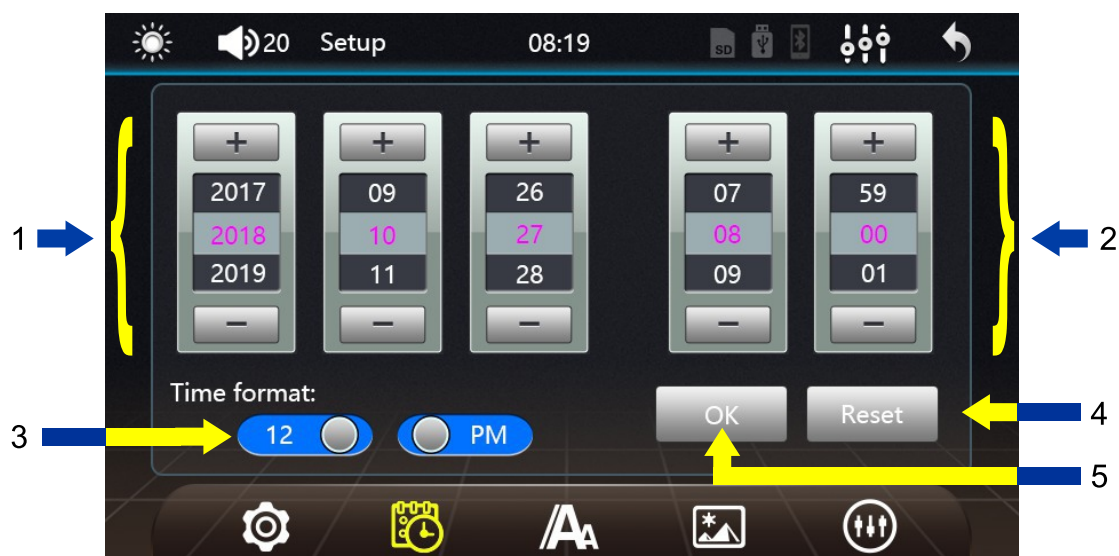 20 Setup 08:19 SD
+ + + + +
2017 09 26 07 59
1 2018 10 27 08 00 2
2019 11 28 09 01
− − − − −
Time format:
OK Reset 4
3 12 PM
5
AA